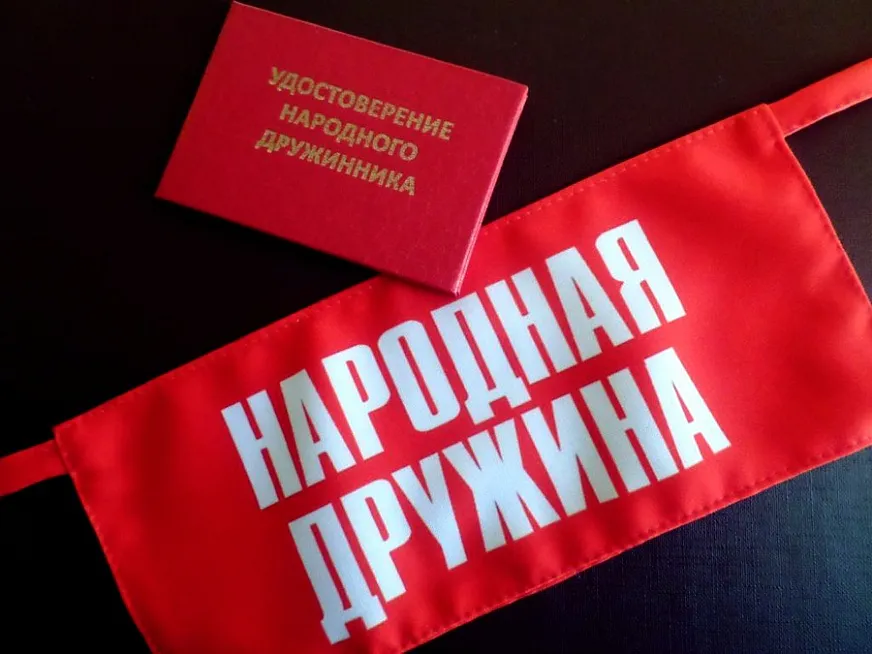 УДОСТОВЕРЕНИЕ
НАРОДНОГО
ДРУЖИННИКА
НАРОДНАЯ
ДРУЖИНА